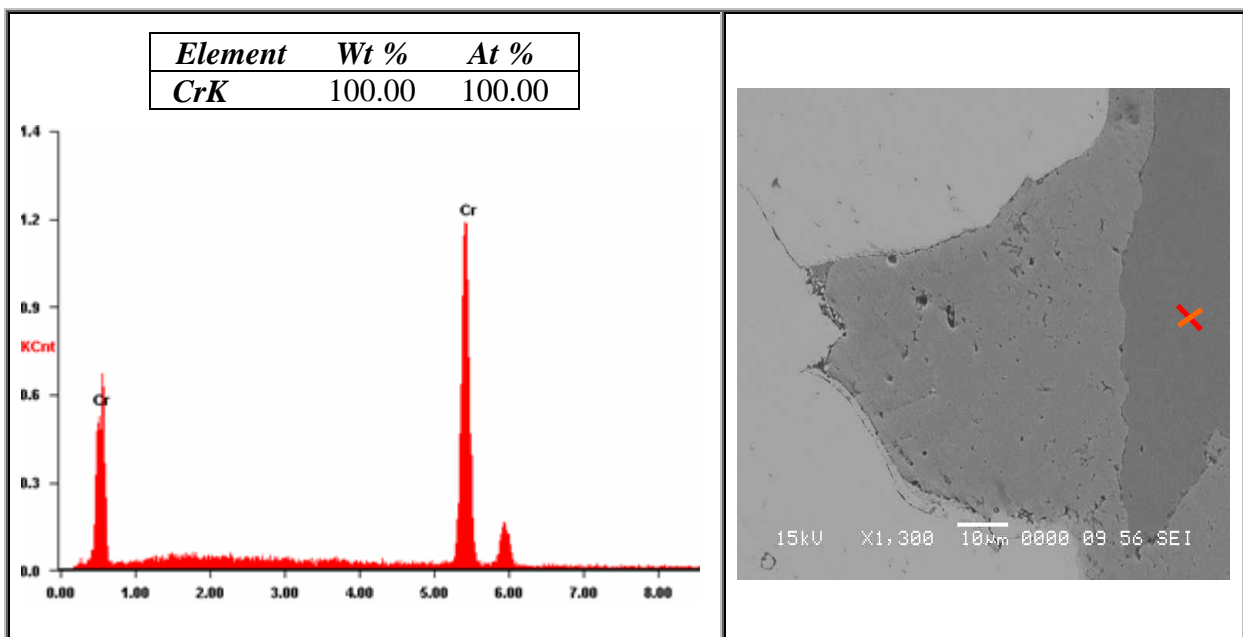 Element Wt % At %
CrK 100.00 100.00
1.4
1.2
0.9
KCnt
0.6
0.3
0.0
Cr
Cr
0.00 1.00 2.00 3.00 4.00 5.00 6.00 7.00 8.00
15kU X1,300 10µm 0000 09 56 SEI